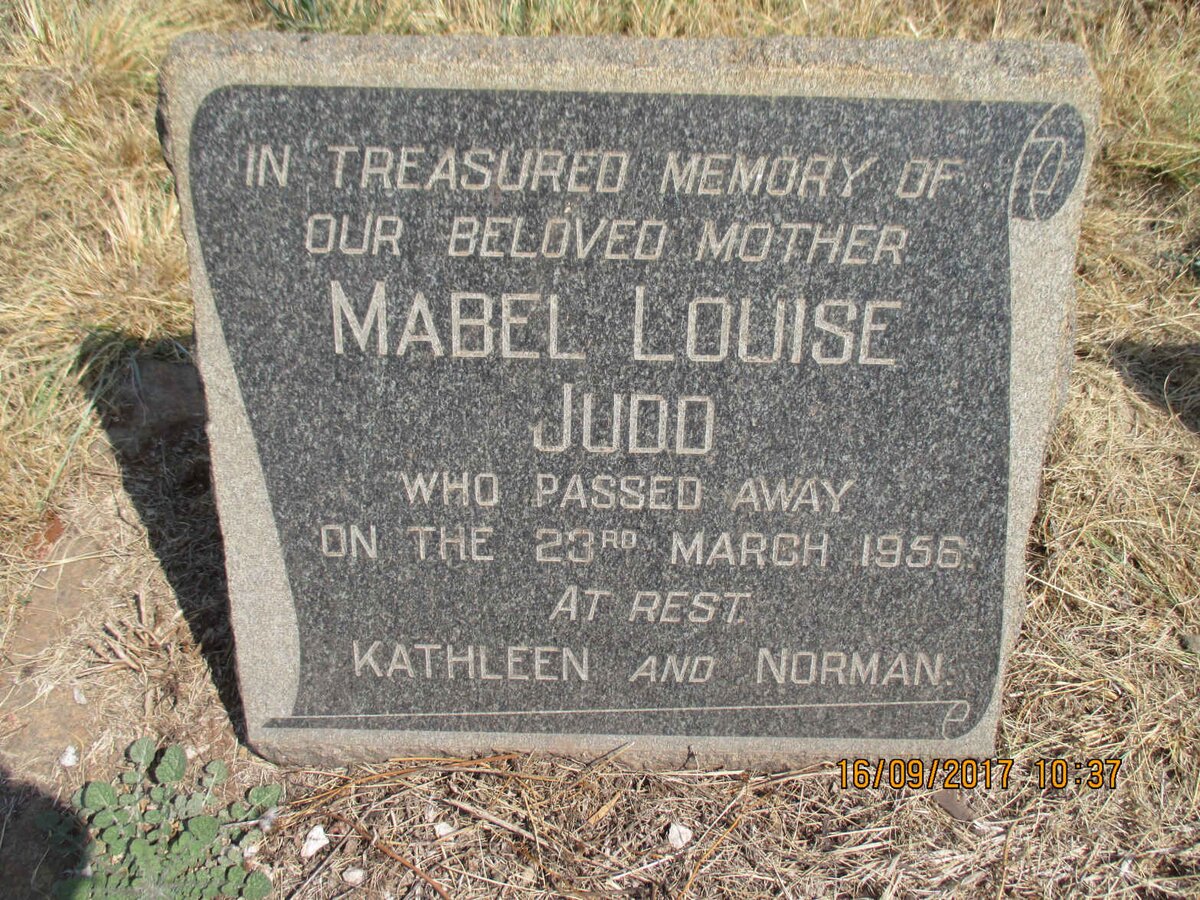 IN TREASURED MEMORY OF
OUR BELOVED MOTHER
MABEL LOUISE
JUDD
WHO PASSED AWAY
ON THE 23RD MARCH 1956.
AT REST.
KATHLEEN AND NORMAN.
16/09/2017 10:37